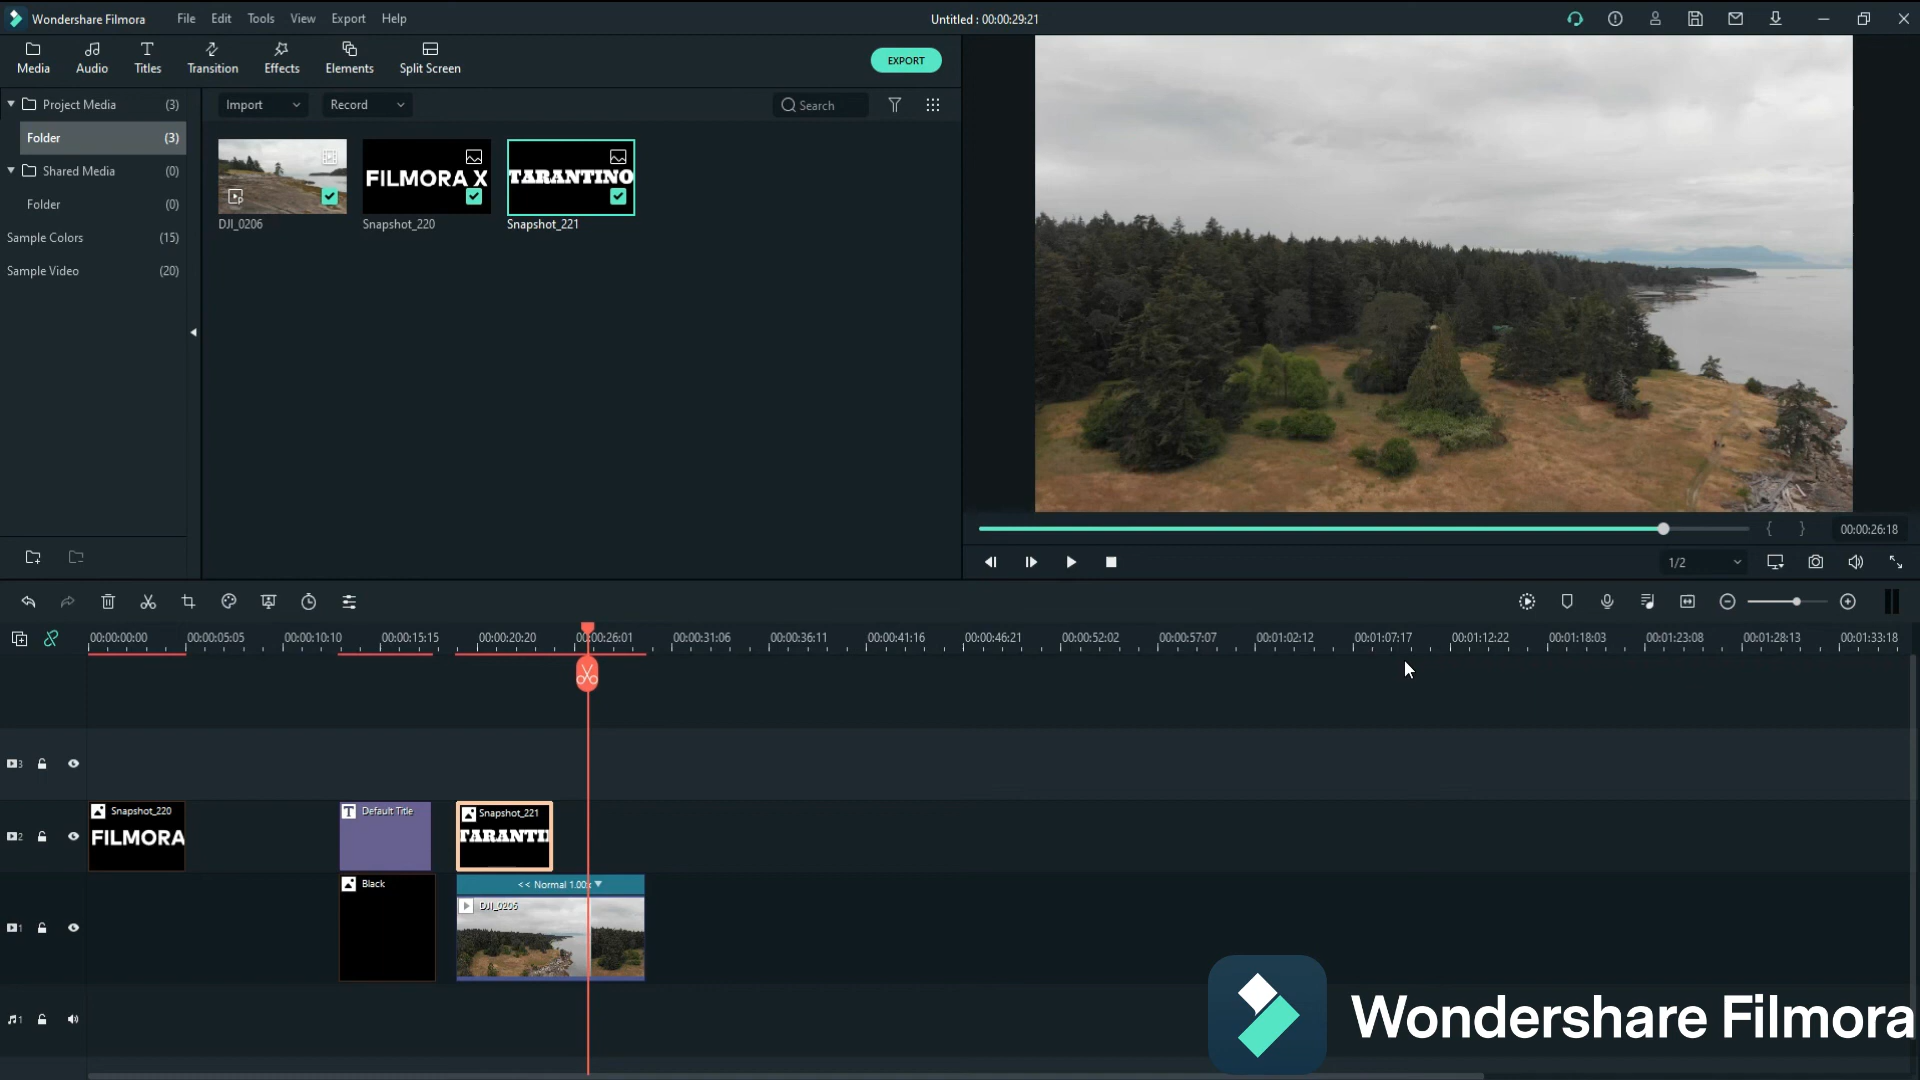 Wondershare Filmora File Edit Tools View Export Help Untitled : 00:00:29:21
Media Audio Titles Transition Effects Elements Split Screen EXPORT
Project Media (3) Import Record Search
Folder (3)
Shared Media (0)
Folder (0)
Sample Colors (15)
Sample Video (20)
FILMORA X TARANTINO
DJI_0206 Snapshot_220 Snapshot_221
00:00:26:18
1/2
00:00:00:00 00:00:05:05 00:00:10:10 00:00:15:15 00:00:20:20 00:00:26:01 00:00:31:06 00:00:36:11 00:00:41:16 00:00:46:21 00:00:52:02 00:00:57:07 00:01:02:12 00:01:07:17 00:01:12:22 00:01:18:03 00:01:23:08 00:01:28:13 00:01:33:18
3
Snapshot_220 T Default Title Snapshot_221
2 FILMORA TARANTI
Black << Normal 1.00x
DJI_0206
1
1
Wondershare Filmora